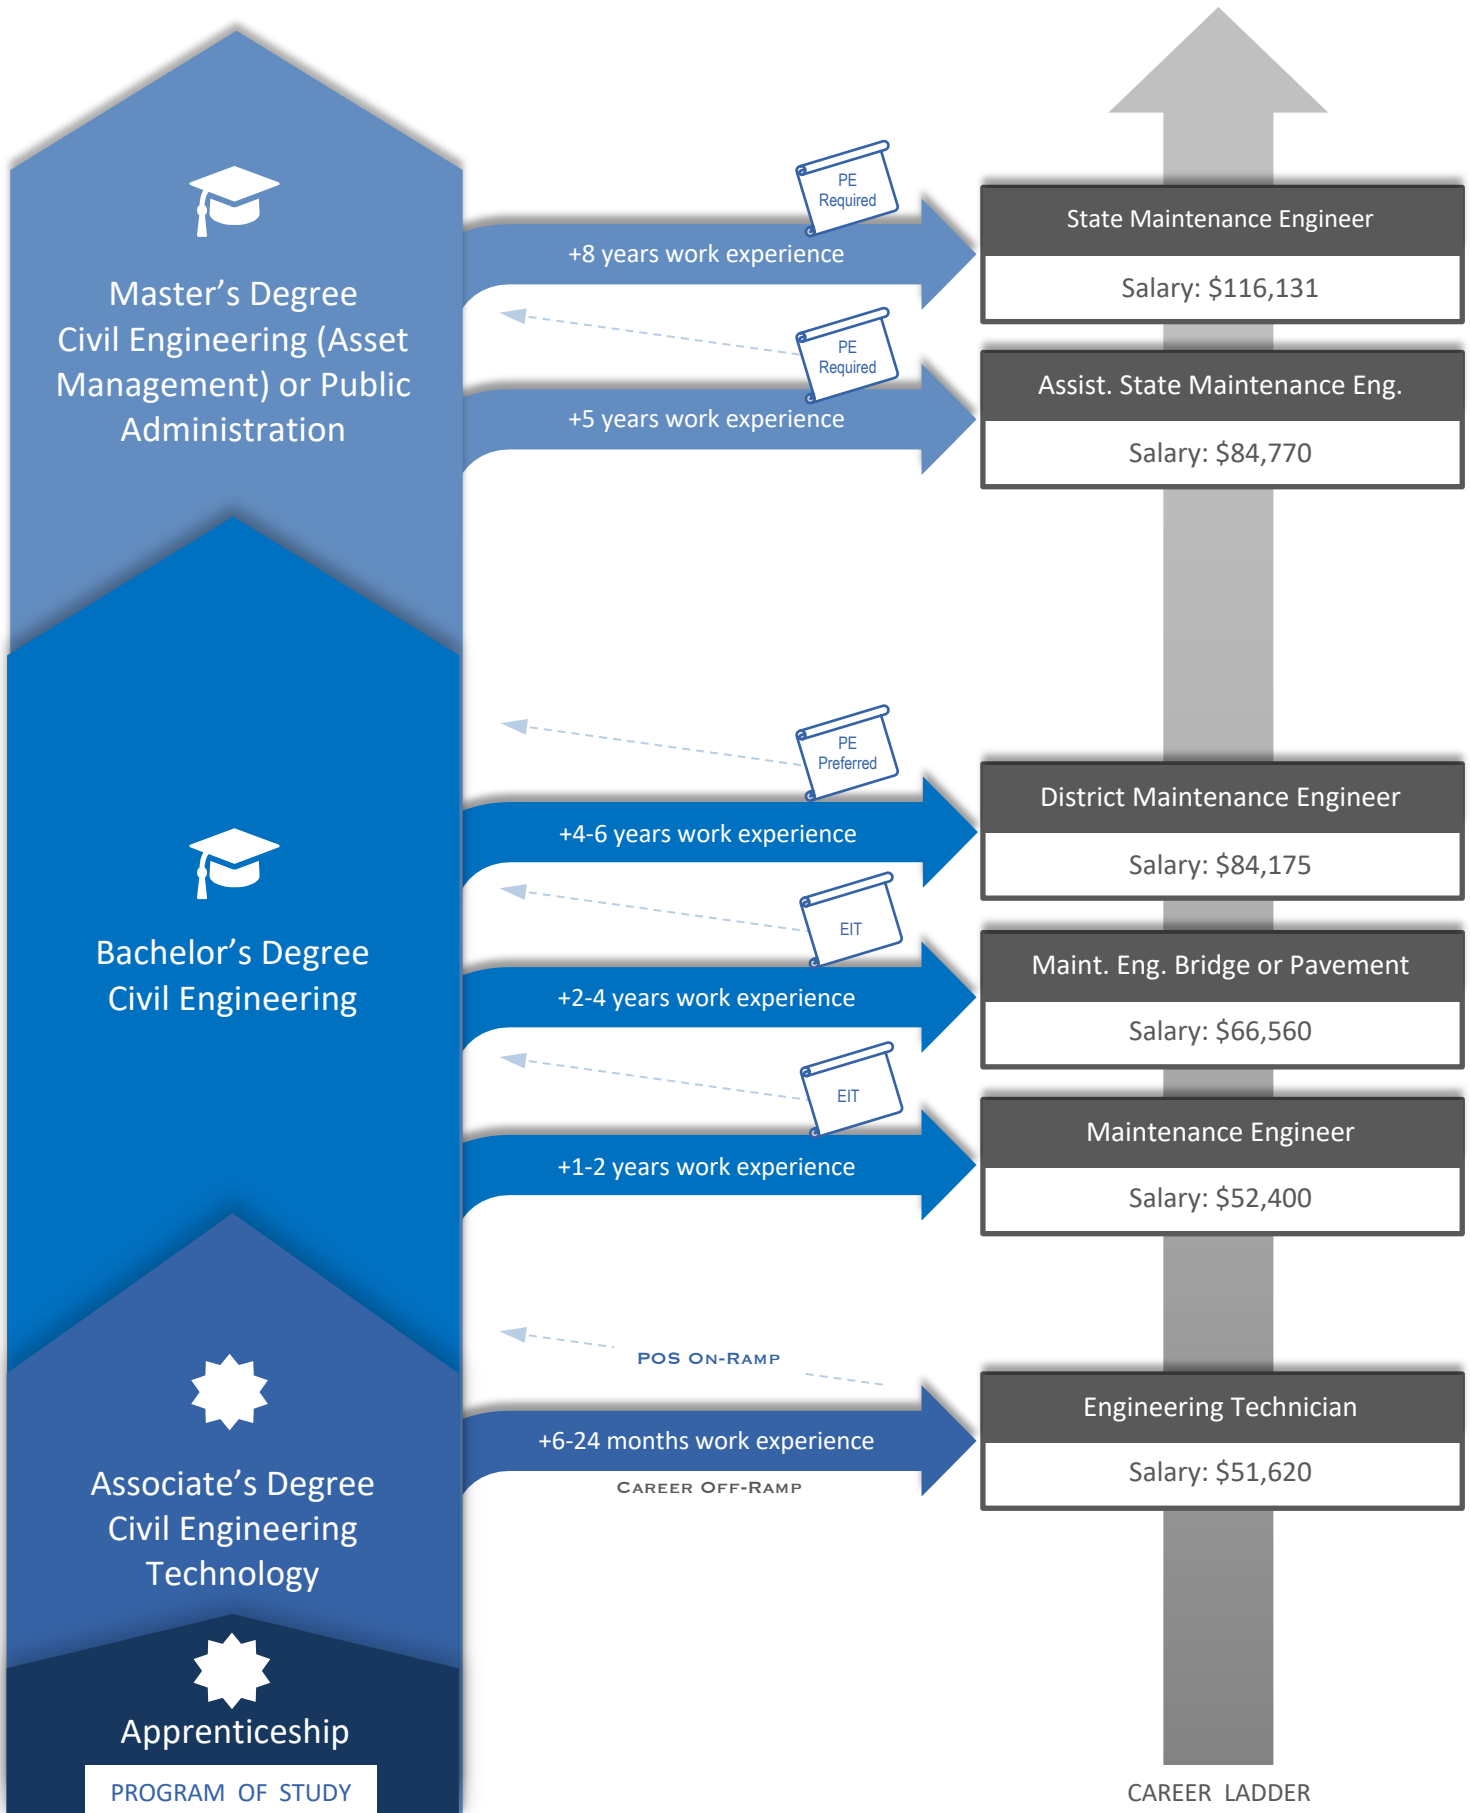 PE
Required
+8 years work experience
State Maintenance Engineer
Salary: $116,131
Master’s Degree
Civil Engineering (Asset
Management) or Public
Administration
PE
Required
+5 years work experience
Assist. State Maintenance Eng.
Salary: $84,770
PE
Preferred
+4-6 years work experience
District Maintenance Engineer
Salary: $84,175
Bachelor’s Degree
Civil Engineering
EIT
+2-4 years work experience
Maint. Eng. Bridge or Pavement
Salary: $66,560
EIT
+1-2 years work experience
Maintenance Engineer
Salary: $52,400
POS On-Ramp
+6-24 months work experience
Career Off-Ramp
Engineering Technician
Salary: $51,620
Associate’s Degree
Civil Engineering
Technology
Apprenticeship
PROGRAM OF STUDY
CAREER LADDER